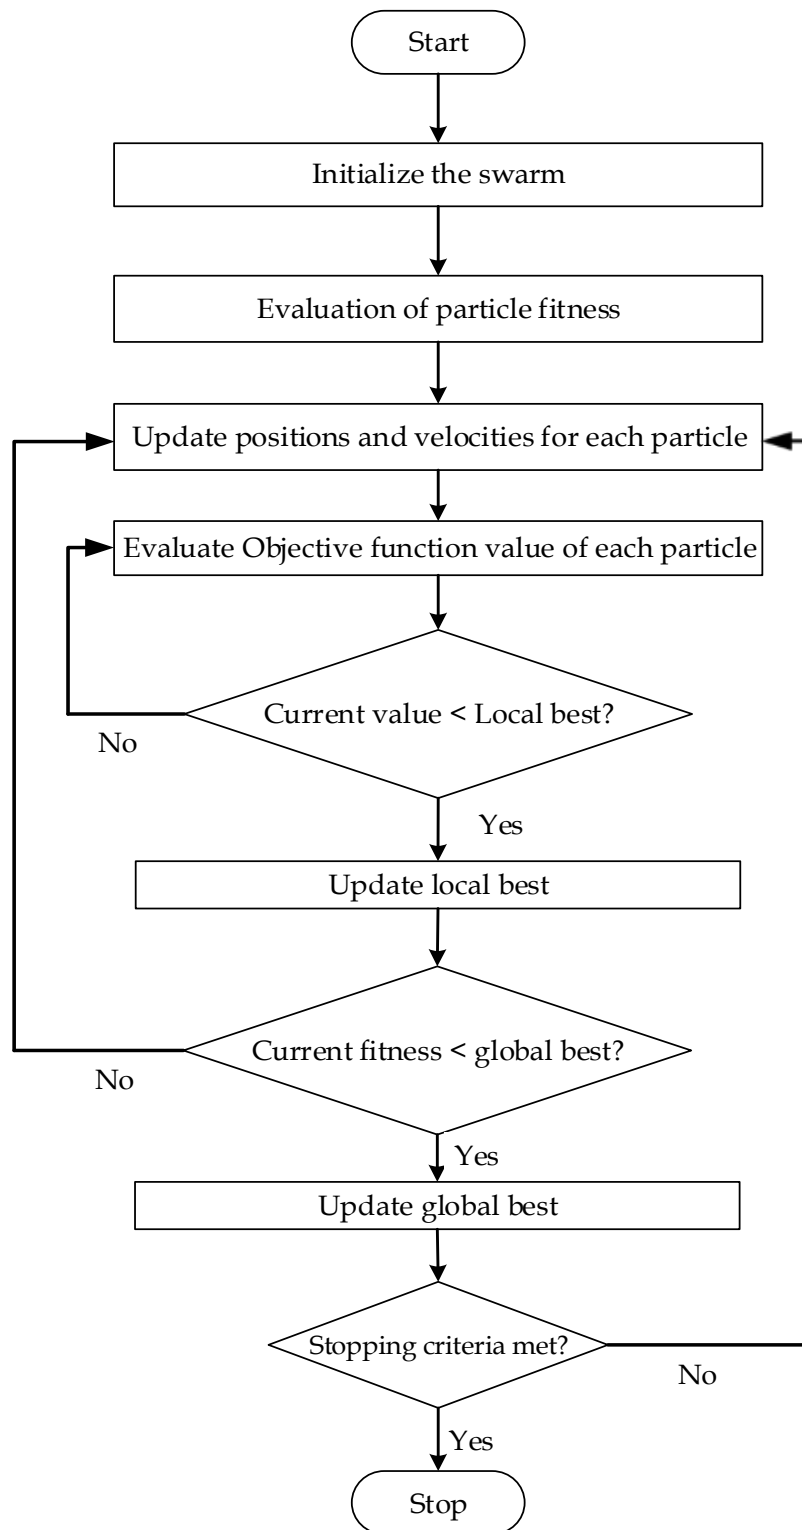 Start
Initialize the swarm
Evaluation of particle fitness
Update positions and velocities for each particle
Evaluate Objective function value of each particle
Current value < Local best?
No
Yes
Update local best
Current fitness < global best?
No
Yes
Update global best
Stopping criteria met?
No
Yes
Stop